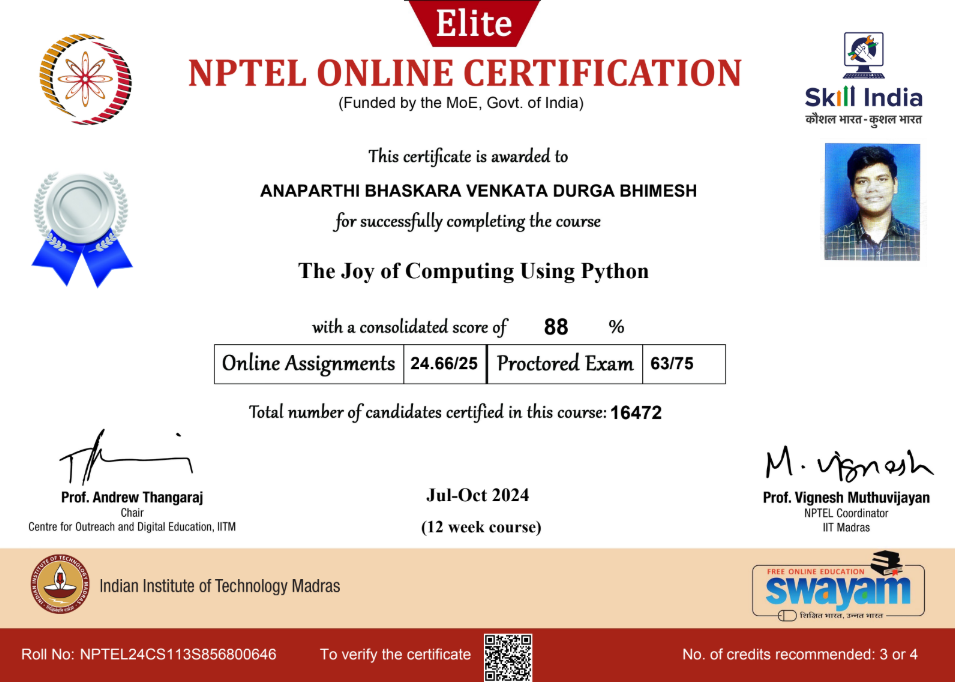 Elite
NPTEL ONLINE CERTIFICATION
(Funded by the MoE, Govt. of India)
Skill India
कौशल भारत - कुशल भारत
This certificate is awarded to
ANAPARTHI BHASKARA VENKATA DURGA BHIMESH
for successfully completing the course
The Joy of Computing Using Python
with a consolidated score of 88 %
Online Assignments 24.66/25 Proctored Exam 63/75
Total number of candidates certified in this course: 16472
M. Vignesh
Prof. Andrew Thangaraj
Chair
Centre for Outreach and Digital Education, IITM
Jul-Oct 2024
(12 week course)
Prof. Vignesh Muthuvijayan
NPTEL Coordinator
IIT Madras
INDIAN INSTITUTE OF TECHNOLOGY MADRAS
Indian Institute of Technology Madras
FREE ONLINE EDUCATION
swayam
शिक्षित भारत, उन्नत भारत
Roll No: NPTEL24CS113S856800646
To verify the certificate
No. of credits recommended: 3 or 4